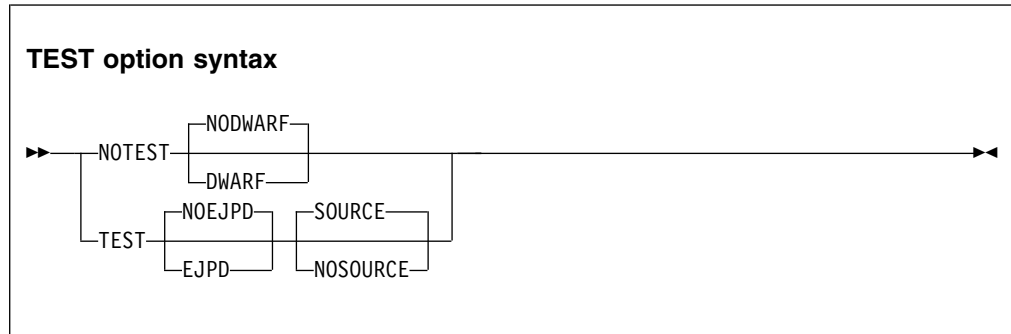 TEST option syntax
NODWARF
NOTEST
DWARF
NOEJPD SOURCE
TEST
EJPD NOSOURCE